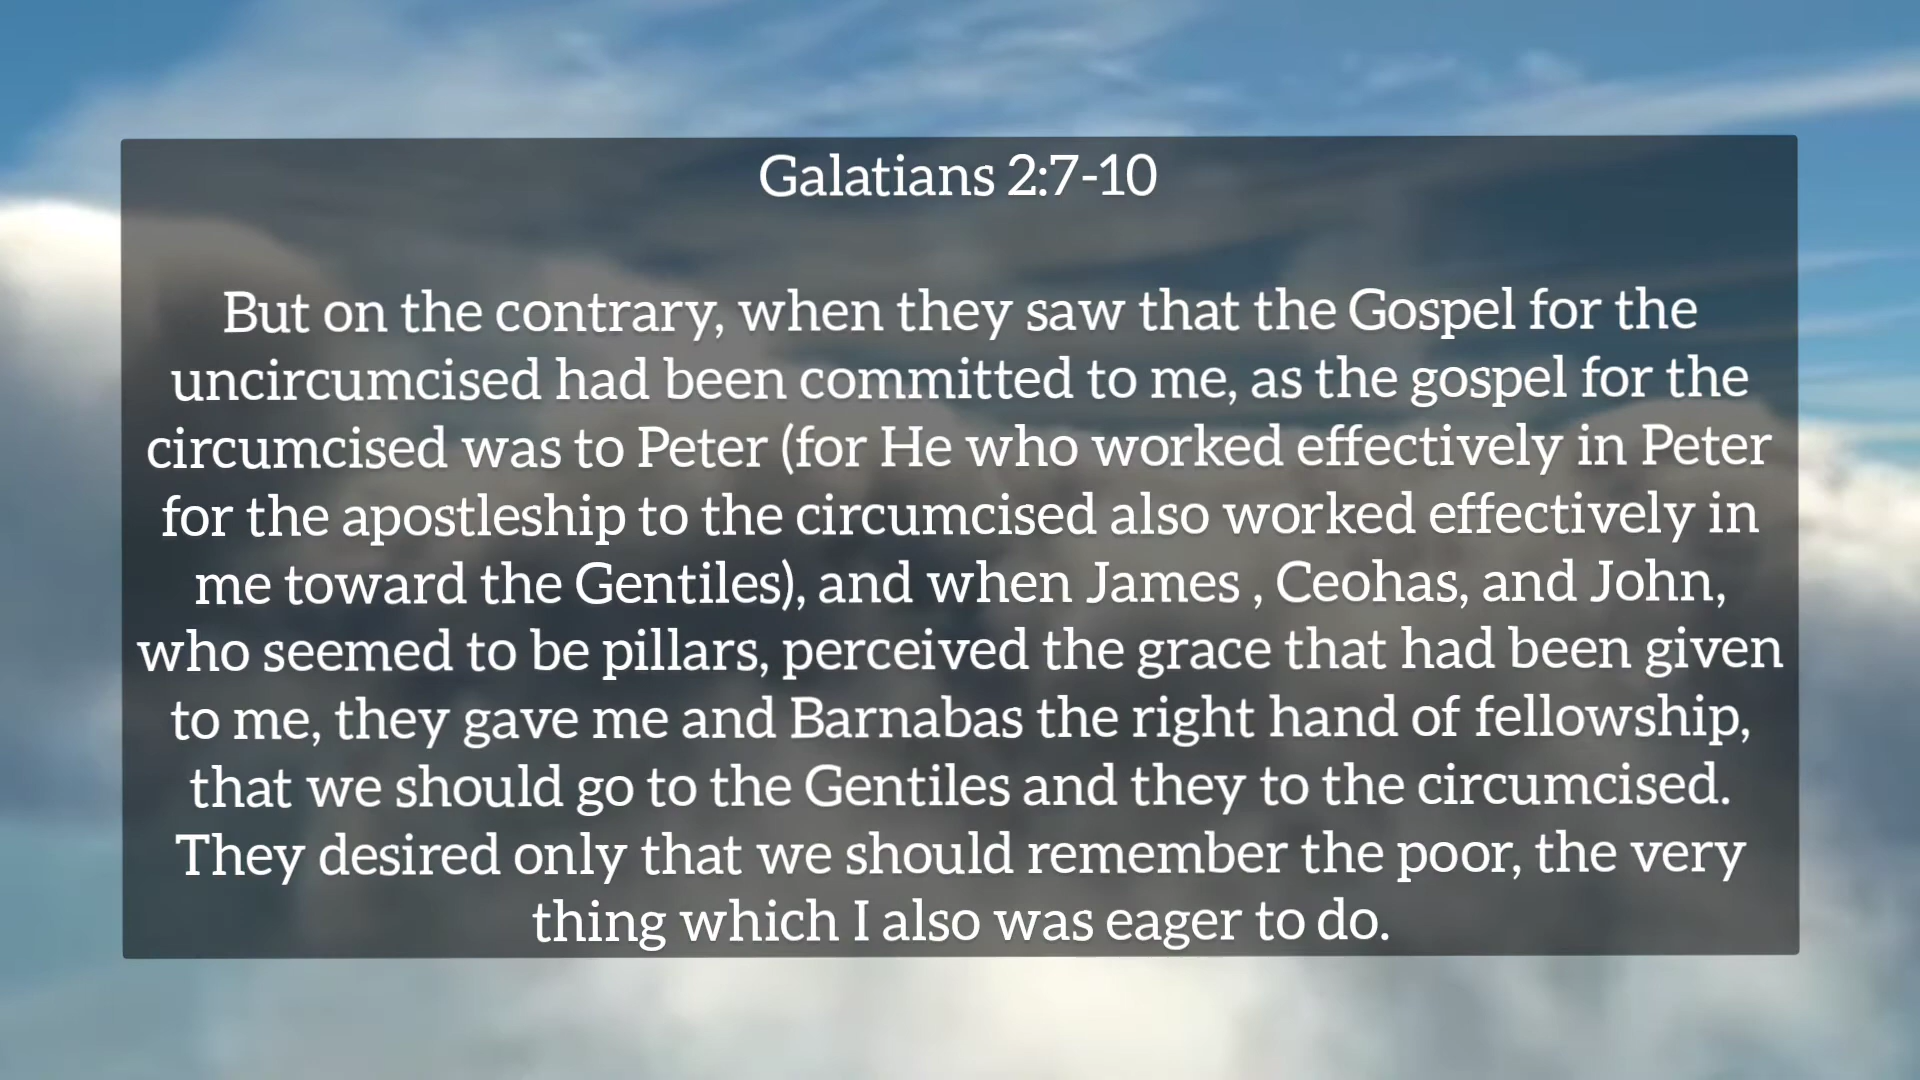 Galatians 2:7-10
But on the contrary, when they saw that the Gospel for the
uncircumcised had been committed to me, as the gospel for the
circumcised was to Peter (for He who worked effectively in Peter
for the apostleship to the circumcised also worked effectively in
me toward the Gentiles), and when James , Ceohas, and John,
who seemed to be pillars, perceived the grace that had been given
to me, they gave me and Barnabas the right hand of fellowship,
that we should go to the Gentiles and they to the circumcised.
They desired only that we should remember the poor, the very
thing which I also was eager to do.